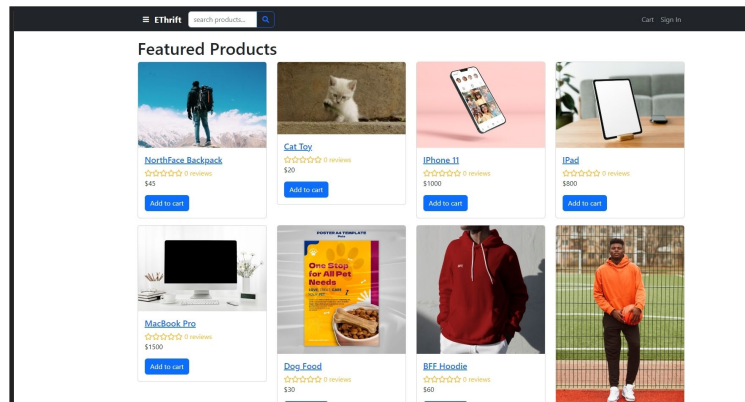 EThrift search products... Cart Sign In
Featured Products
NorthFace Backpack
0 reviews
$45
Add to cart
Cat Toy
0 reviews
$20
Add to cart
IPhone 11
0 reviews
$1000
Add to cart
IPad
0 reviews
$800
Add to cart
MacBook Pro
0 reviews
$1500
Add to cart
POSTER A4 TEMPLATE
One Stop
for All Pet
Needs
Dog Food
0 reviews
$30
BFF Hoodie
0 reviews
$60